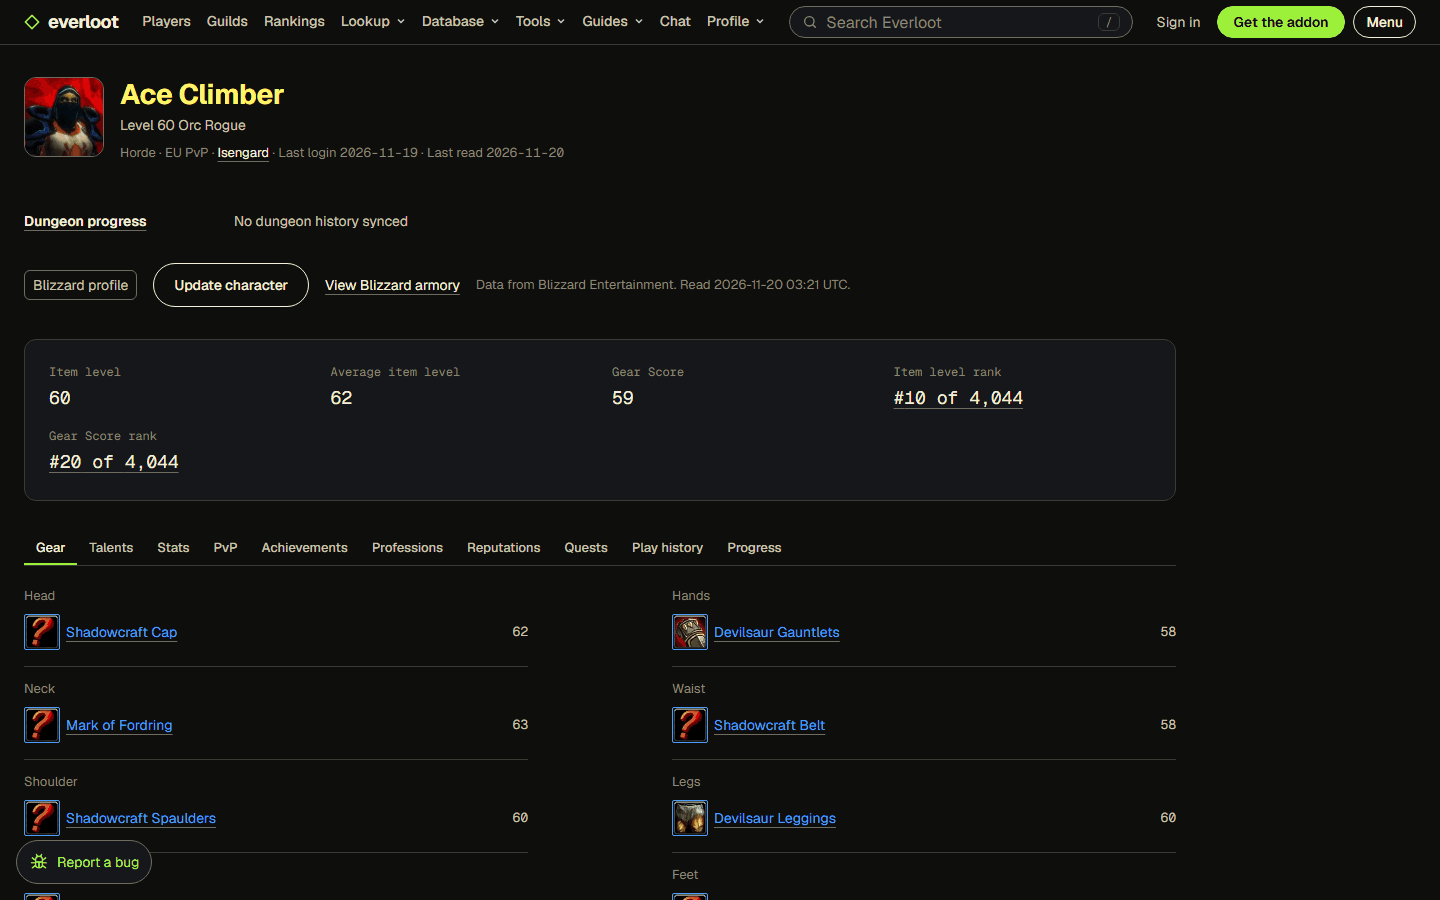 everloot Players Guilds Rankings Lookup Database Tools Guides Chat Profile Search Everloot / Sign in Get the addon Menu
Ace Climber
Level 60 Orc Rogue
Horde · EU PvP · Isengard · Last login 2026-11-19 · Last read 2026-11-20
Dungeon progress No dungeon history synced
Blizzard profile Update character View Blizzard armory Data from Blizzard Entertainment. Read 2026-11-20 03:21 UTC.
Item level Average item level Gear Score Item level rank
60 62 59 #10 of 4,044
Gear Score rank
#20 of 4,044
Gear Talents Stats PvP Achievements Professions Reputations Quests Play history Progress
Head Hands
Shadowcraft Cap 62 Devilsaur Gauntlets 58
Neck Waist
Mark of Fordring 63 Shadowcraft Belt 58
Shoulder Legs
Shadowcraft Spaulders 60 Devilsaur Leggings 60
Report a bug
Feet